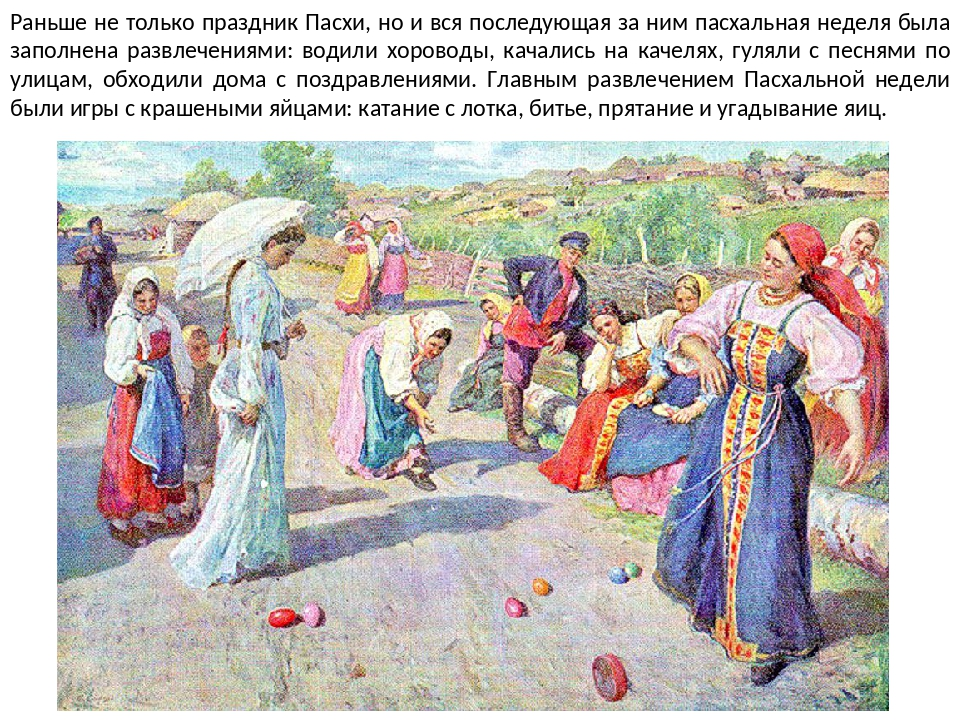 Раньше не только праздник Пасхи, но и вся последующая за ним пасхальная неделя была
заполнена развлечениями: водили хороводы, качались на качелях, гуляли с песнями по
улицам, обходили дома с поздравлениями. Главным развлечением Пасхальной недели
были игры с крашеными яйцами: катание с лотка, битье, прятание и угадывание яиц.